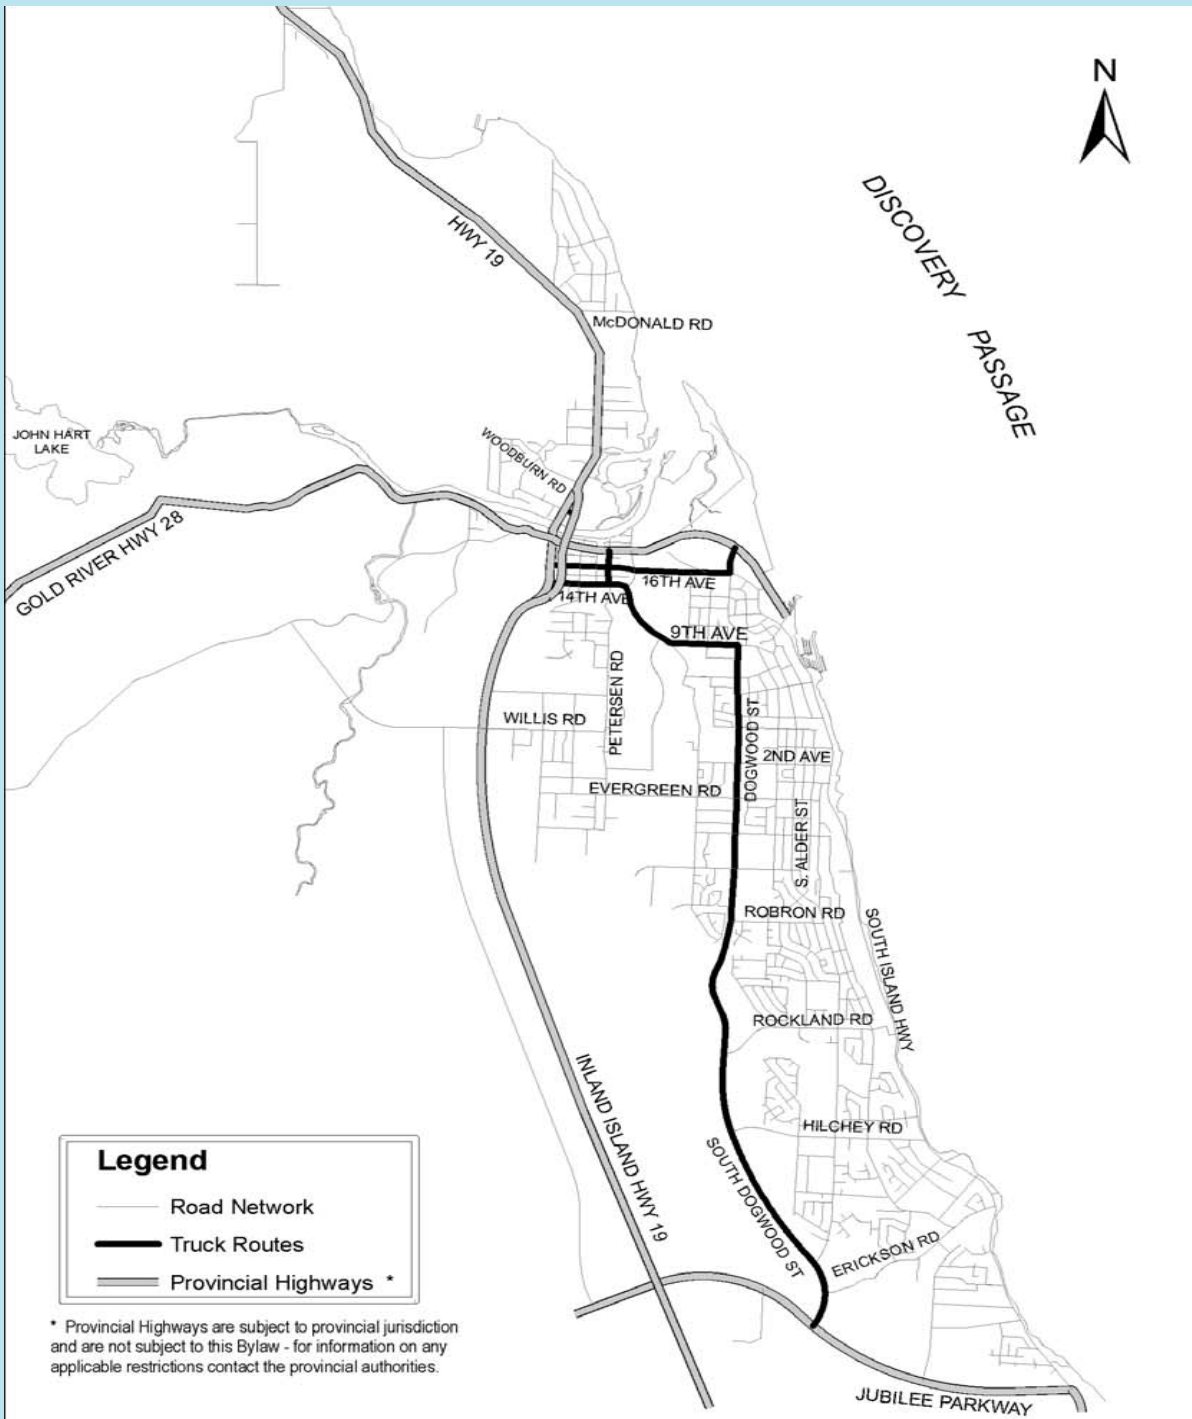 N
DISCOVERY PASSAGE
HWY 19
McDONALD RD
JOHN HART
LAKE
WOODBURN RD
GOLD RIVER HWY 28
16TH AVE
14TH AVE
9TH AVE
PETERSEN RD
WILLIS RD
DOGWOOD ST.
2ND AVE
EVERGREEN RD
S. ALDER ST
ROBRON RD
SOUTH ISLAND HWY
ROCKLAND RD
INLAND ISLAND HWY 19
HILCHEY RD
SOUTH DOGWOOD ST
ERICKSON RD
JUBILEE PARKWAY
Legend
Road Network
Truck Routes
Provincial Highways *
* Provincial Highways are subject to provincial jurisdiction
and are not subject to this Bylaw - for information on any
applicable restrictions contact the provincial authorities.